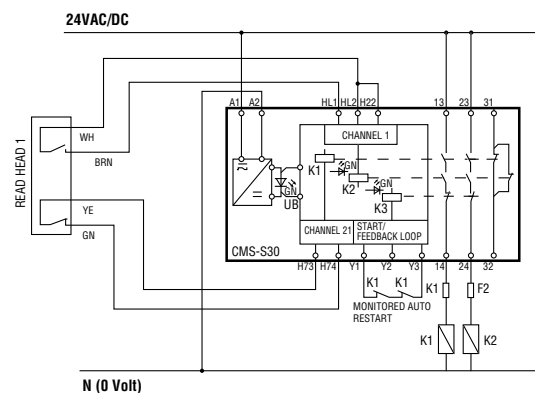 24VAC/DC
A1 A2 HL1 HL2 H22 13 23 31
CHANNEL 1
WH
BRN
READ HEAD 1
K1 GN
K2 GN
K3
GN
UB
YE
GN
CHANNEL 21 START/
FEEDBACK LOOP
CMS-S30
H73 H74 Y1 Y2 Y3 14 24 32
K1 K1 K1 F2
MONITORED AUTO
RESTART
K1 K2
N (0 Volt)